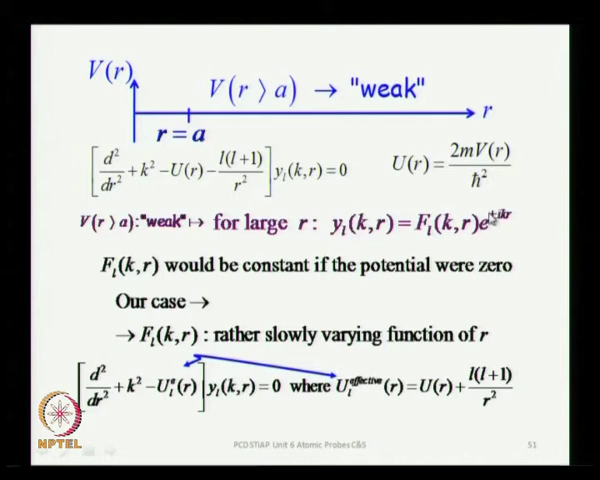 V(r)
V(r ⟩ a) → "weak"
r
r = a
[d²/dr² + k² − U(r) − l(l+1)/r²] y_l(k,r) = 0   U(r) = 2mV(r)/ħ²
V(r ⟩ a): "weak" ↦ for large r: y_l(k,r) = F_l(k,r)e^{±ikr}
F_l(k,r) would be constant if the potential were zero
Our case →
→ F_l(k,r) : rather slowly varying function of r
[d²/dr² + k² − U_l^e(r)] y_l(k,r) = 0 where U_l^{effective}(r) = U(r) + l(l+1)/r²
NPTEL
PCD STiAP Unit 6 Atomic Probes C&S
51